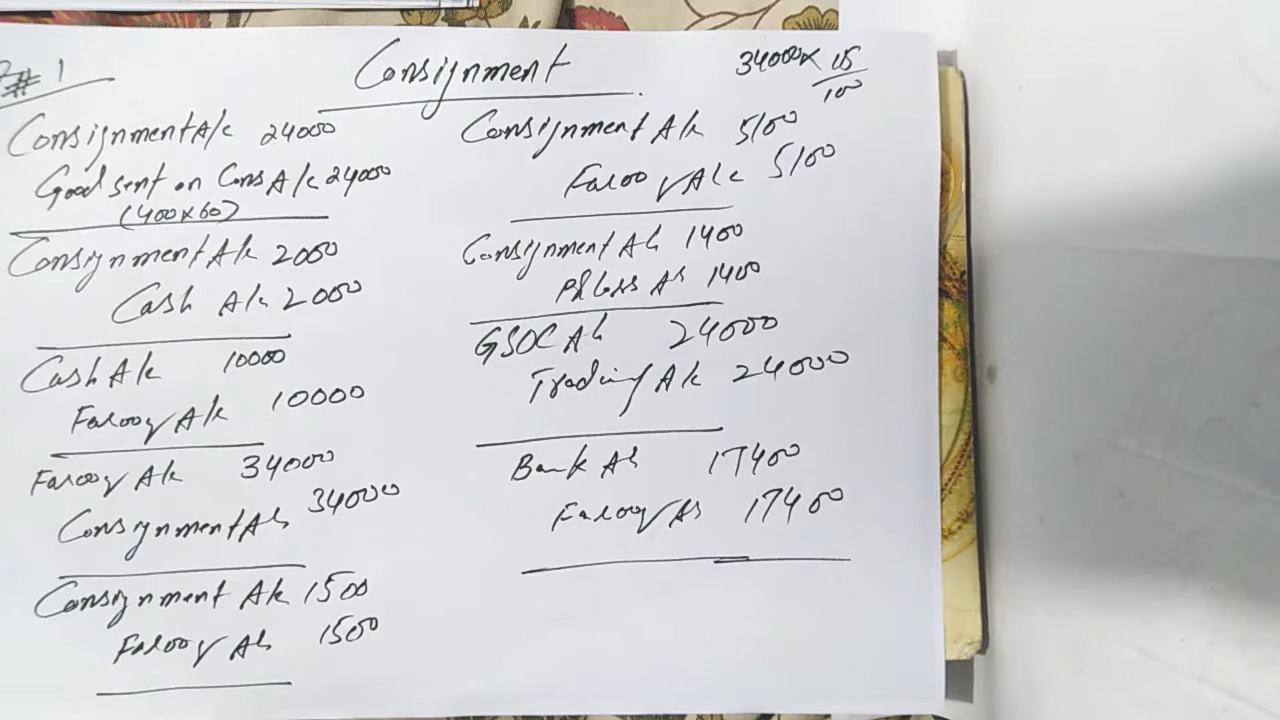 # 1
Consignment
34000 x 15
100
Consignment A/c 24000
Good sent on Cons A/c 24000
(400x60)
Consignment A/c 2000
Cash A/c 2000
Cash A/c 10000
Farooq A/c 10000
Farooq A/c 34000
Consignment A/c 34000
Consignment A/c 1500
Farooq A/c 1500
Consignment A/c 5100
Farooq A/c 5100
Consignment A/c 1400
P&Loss A/c 1400
GSOC A/c 24000
Trading A/c 24000
Bank A/c 17400
Farooq A/c 17400